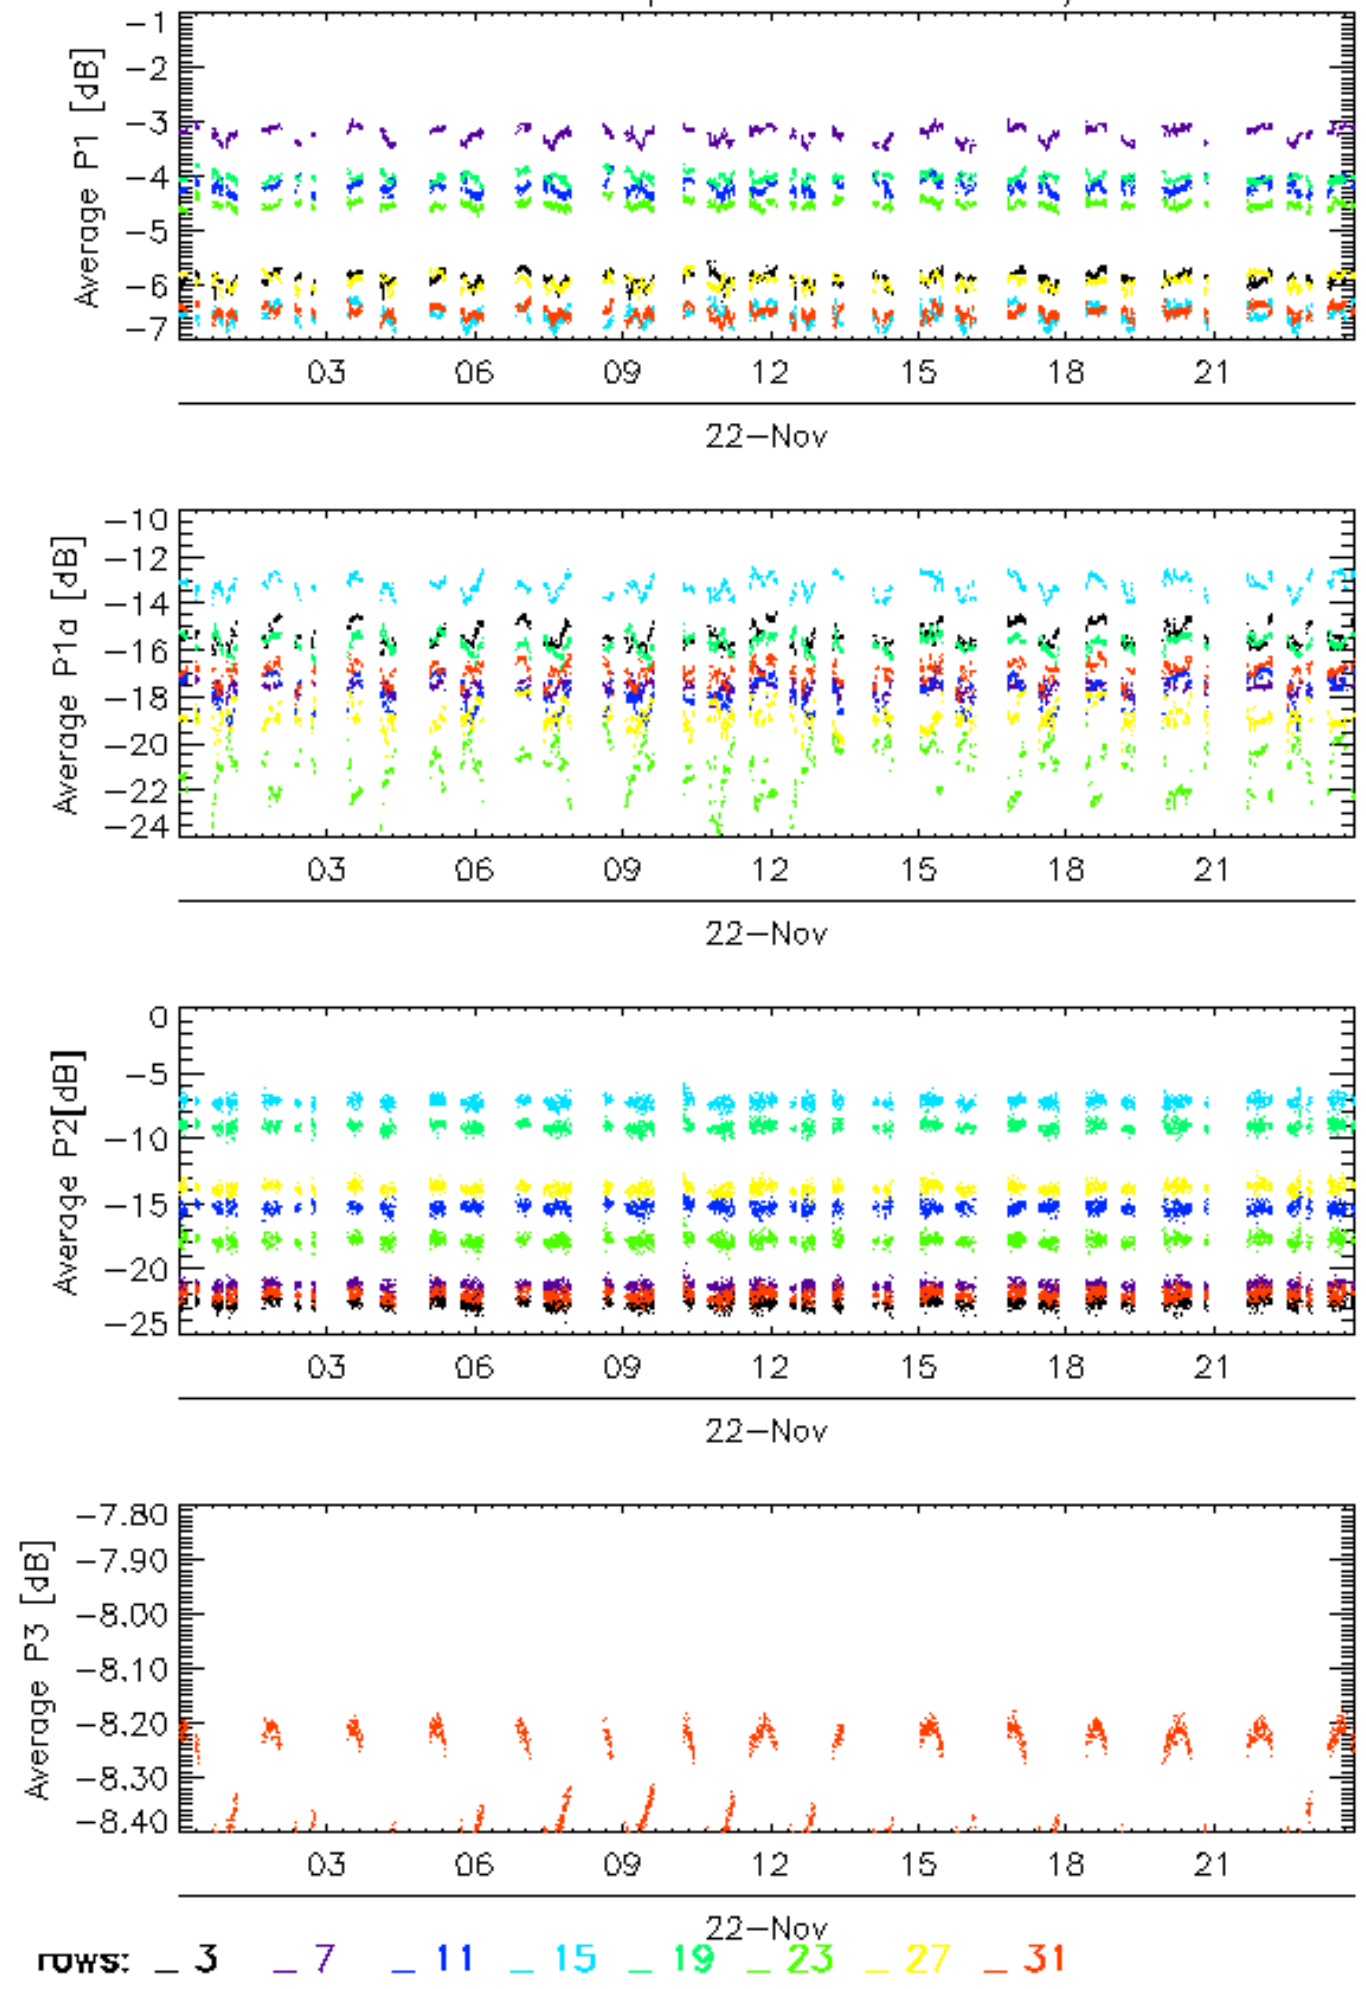 Average P1 [dB]
-1
-2
-3
-4
-5
-6
-7
03 06 09 12 15 18 21
22-Nov
Average P1a [dB]
-10
-12
-14
-16
-18
-20
-22
-24
03 06 09 12 15 18 21
22-Nov
Average P2[dB]
0
-5
-10
-15
-20
-25
03 06 09 12 15 18 21
22-Nov
Average P3 [dB]
-7.80
-7.90
-8.00
-8.10
-8.20
-8.30
-8.40
03 06 09 12 15 18 21
22-Nov
rows: _ 3 _ 7 _ 11 _ 15 _ 19 _ 23 _ 27 _ 31